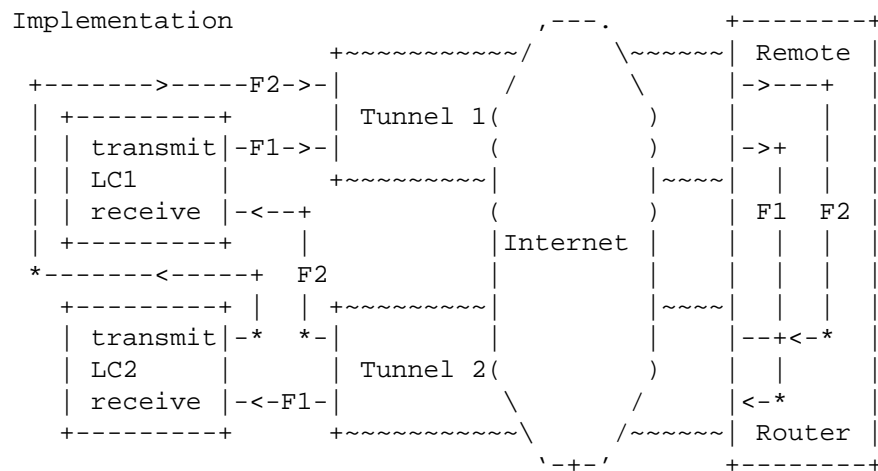 Implementation                    ,---.         +--------+
                    +~~~~~~~~~~~/     \~~~~~~| Remote |
 +------->-----F2->-|          /       \     |->---+  |
 | +---------+      | Tunnel 1(         )    |     |  |
 | | transmit|-F1->-|         (         )    |->+  |  |
 | | LC1     |      +~~~~~~~~~|         |~~~~|  |  |  |
 | | receive |-<--+           (         )    | F1  F2 |
 | +---------+    |           |Internet |    |  |  |  |
 *-------<-----+  F2          |         |    |  |  |  |
   +---------+ |  | +~~~~~~~~~|         |~~~~|  |  |  |
   | transmit|-*  *-|         |         |    |--+<-*  |
   | LC2     |      | Tunnel 2(         )    |  |     |
   | receive |-<-F1-|          \       /     |<-*     |
   +---------+      +~~~~~~~~~~~\     /~~~~~~| Router |
                                 `-+-'       +--------+